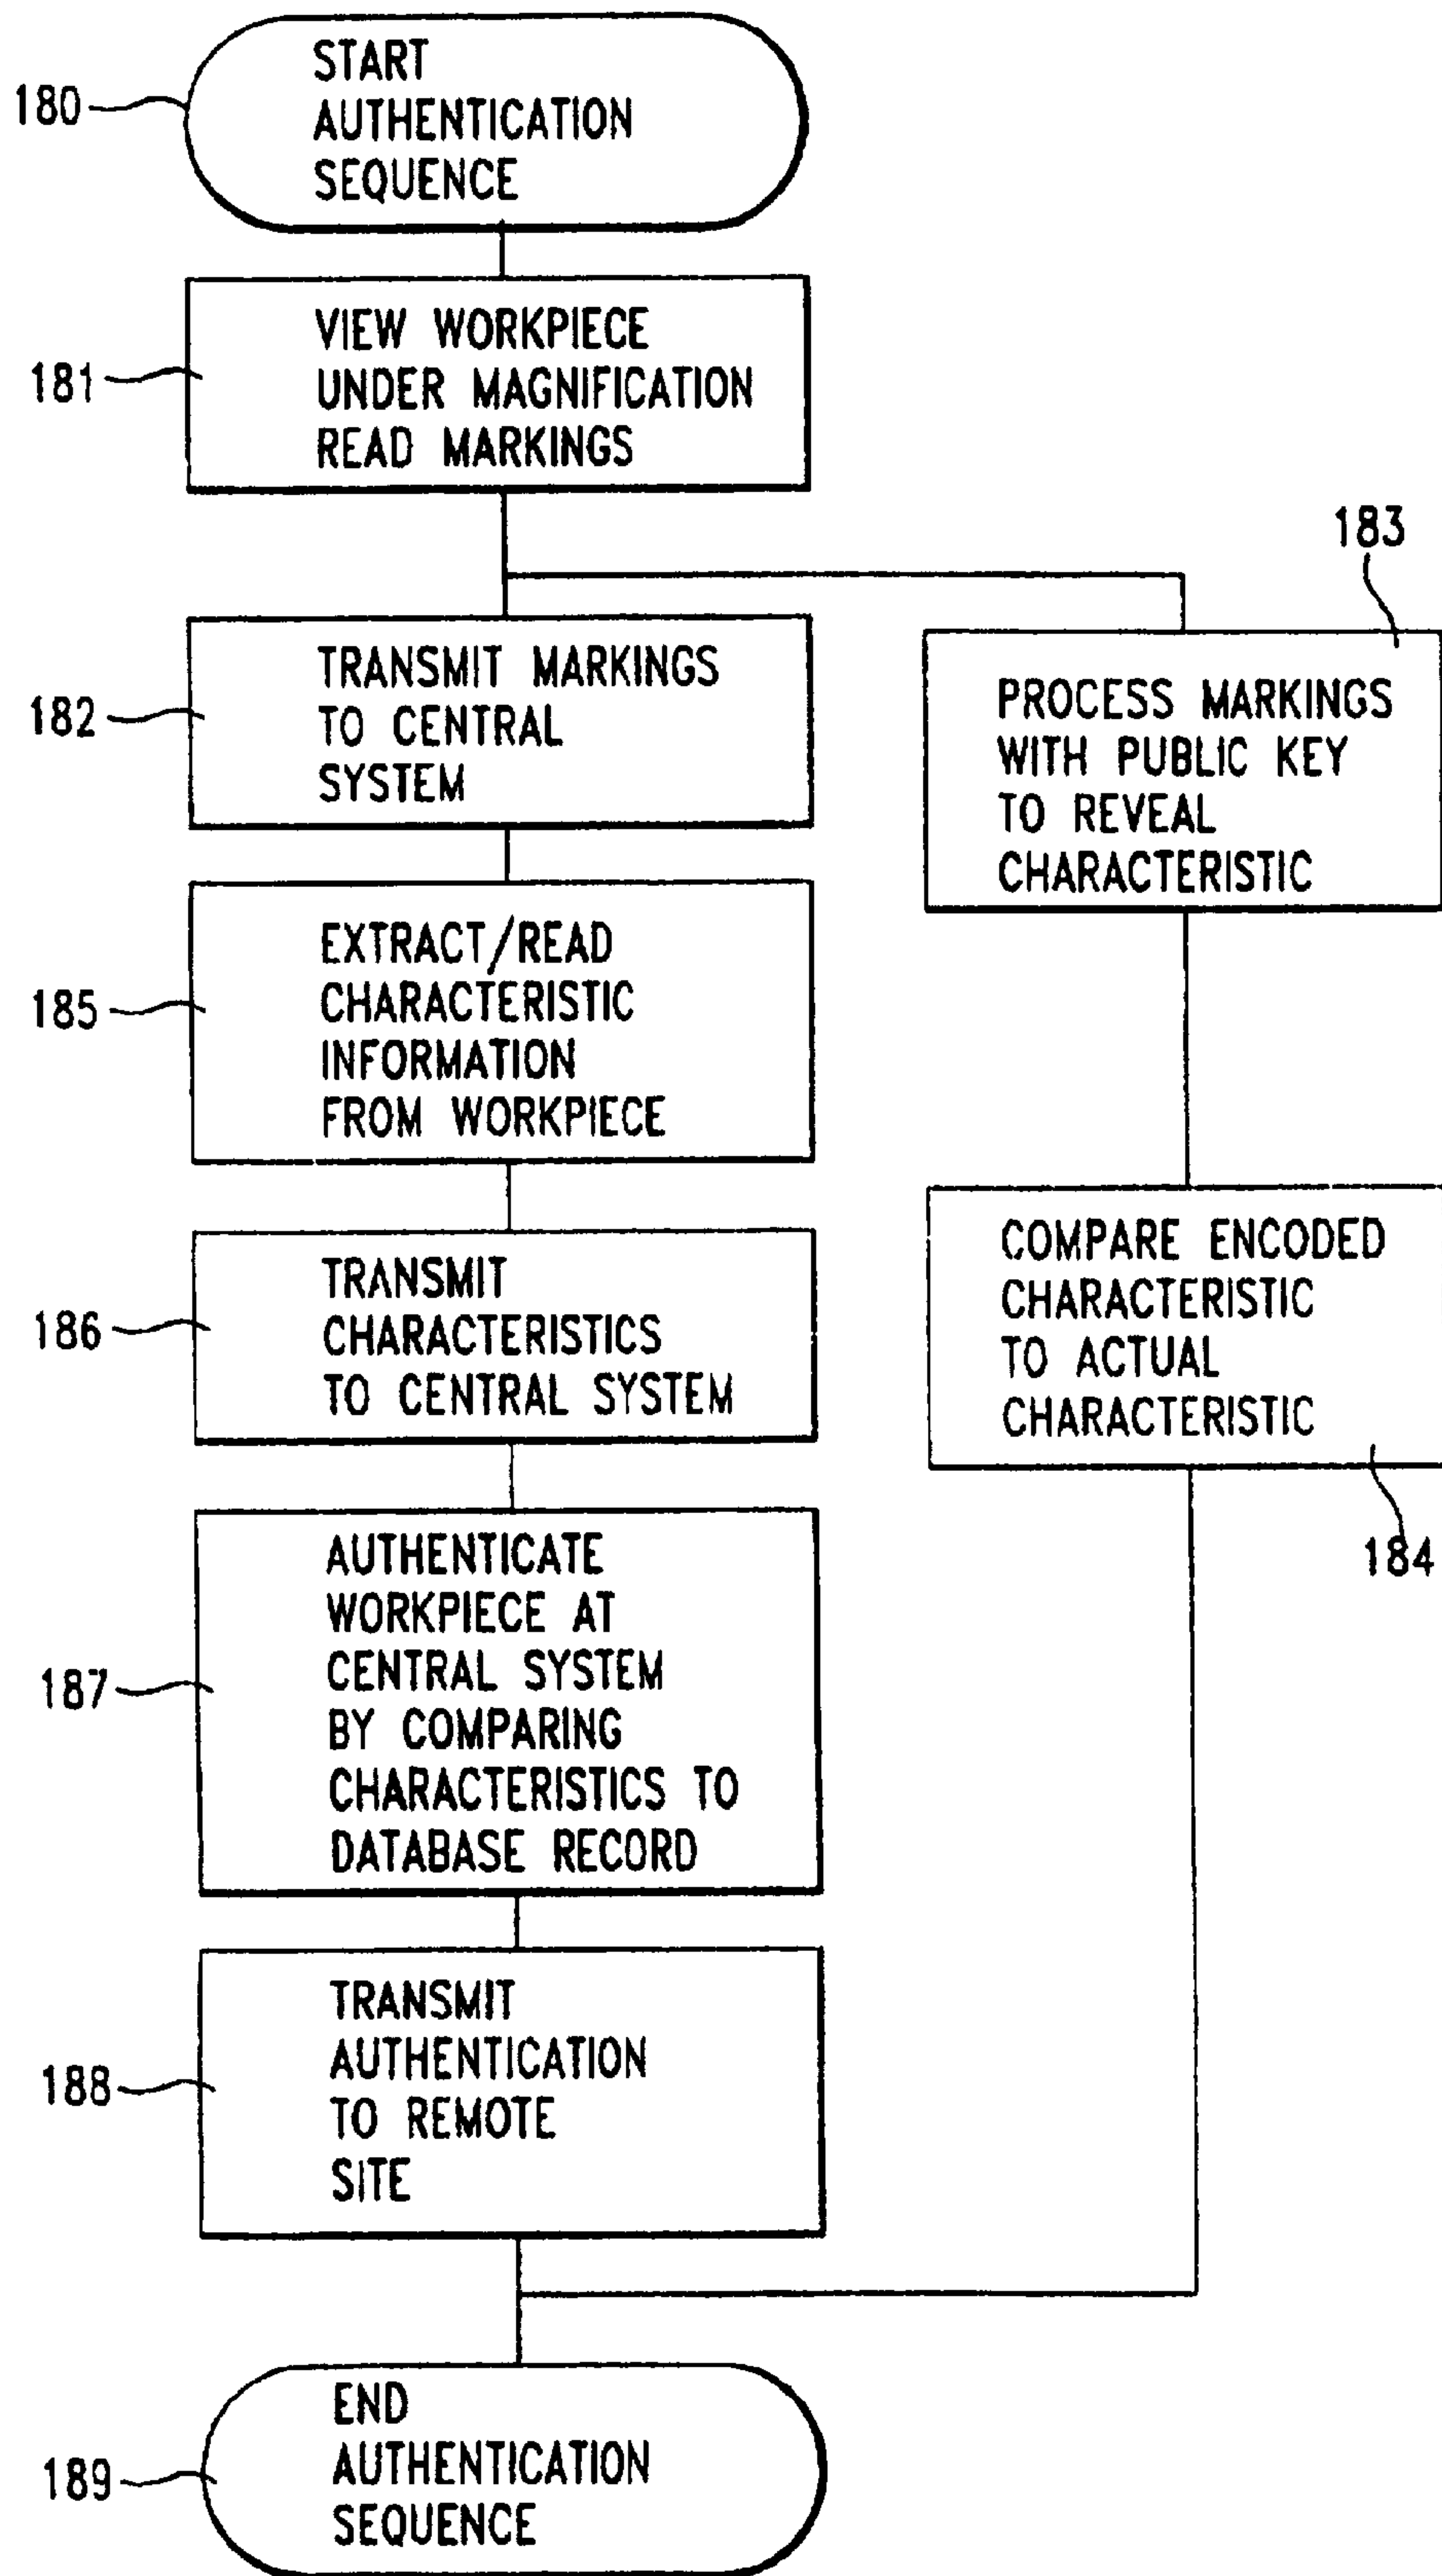 START
AUTHENTICATION
SEQUENCE
180
VIEW WORKPIECE
UNDER MAGNIFICATION
READ MARKINGS
181
183
TRANSMIT MARKINGS
TO CENTRAL
SYSTEM
182
PROCESS MARKINGS
WITH PUBLIC KEY
TO REVEAL
CHARACTERISTIC
EXTRACT/READ
CHARACTERISTIC
INFORMATION
FROM WORKPIECE
185
TRANSMIT
CHARACTERISTICS
TO CENTRAL SYSTEM
186
COMPARE ENCODED
CHARACTERISTIC
TO ACTUAL
CHARACTERISTIC
184
AUTHENTICATE
WORKPIECE AT
CENTRAL SYSTEM
BY COMPARING
CHARACTERISTICS TO
DATABASE RECORD
187
TRANSMIT
AUTHENTICATION
TO REMOTE
SITE
188
END
AUTHENTICATION
SEQUENCE
189